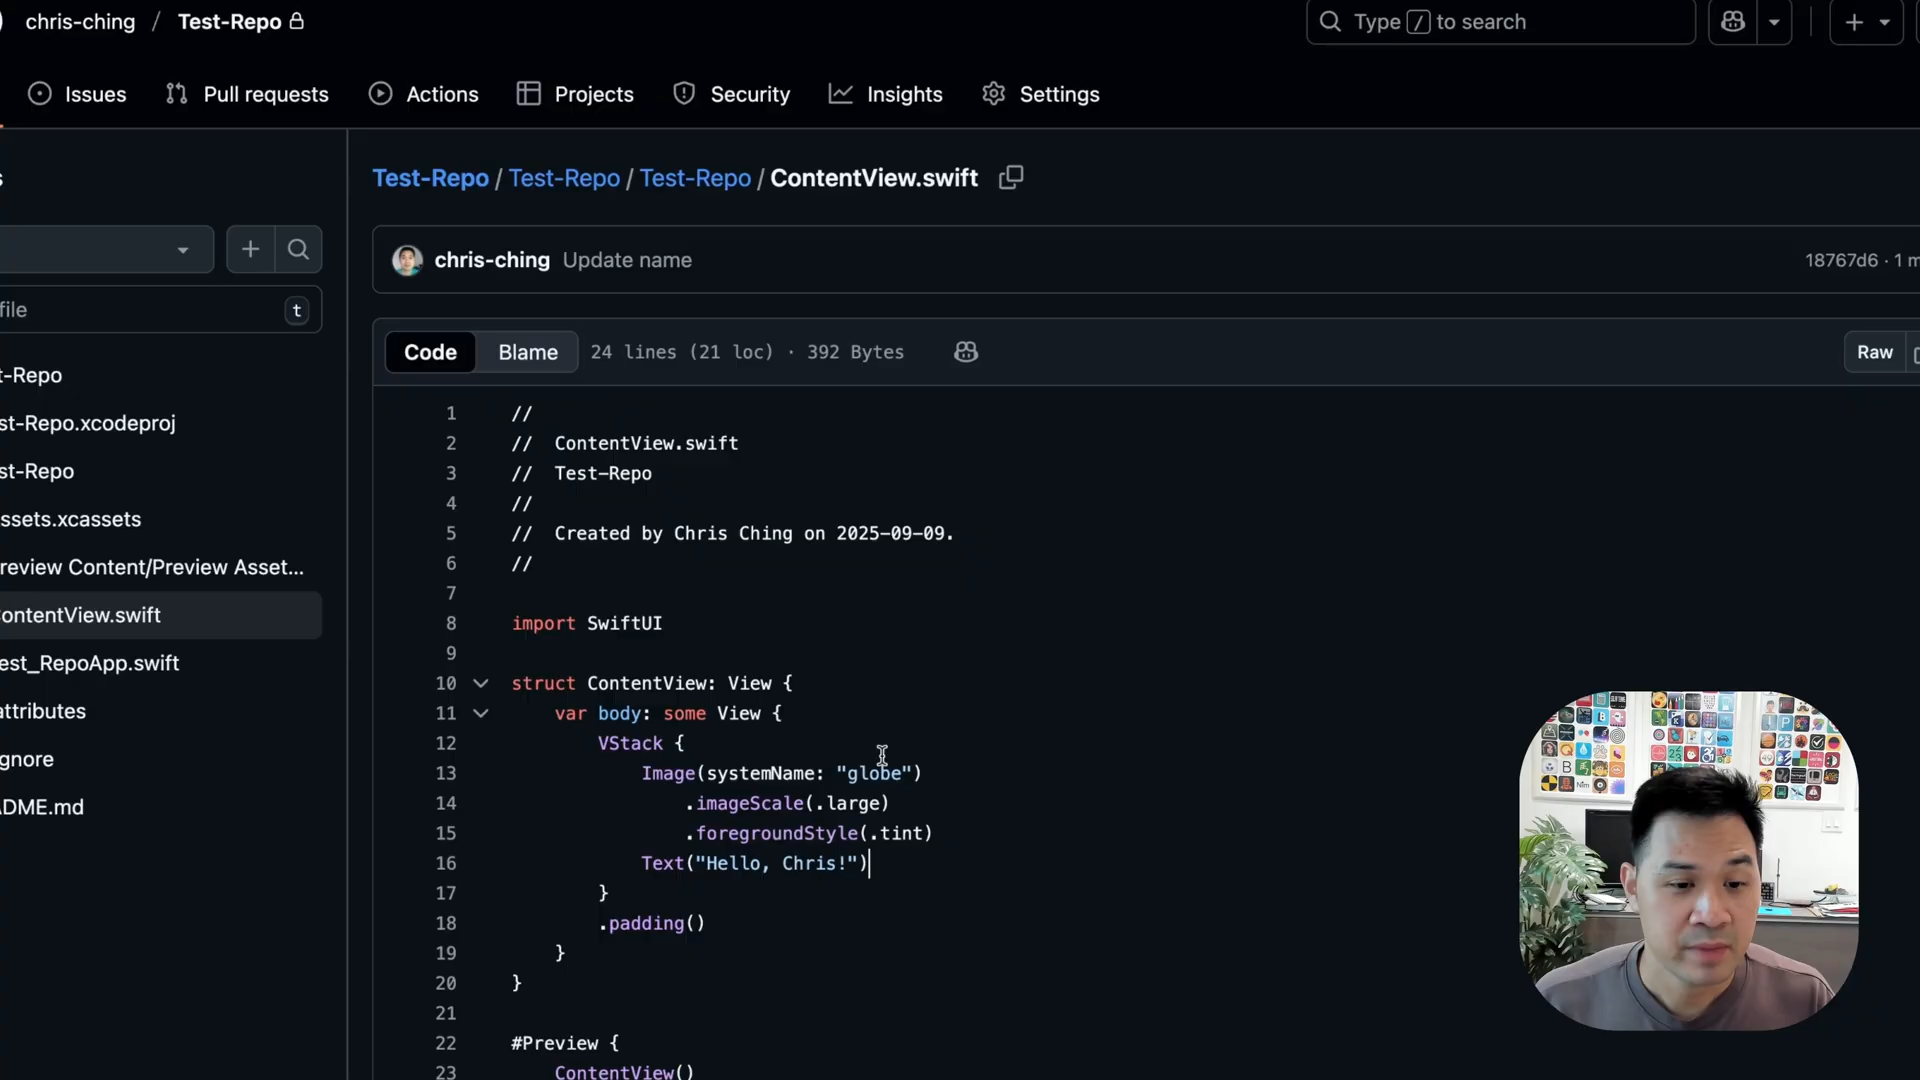 chris-ching / Test-Repo
Type / to search
Issues
Pull requests
Actions
Projects
Security
Insights
Settings
s
file
t
t-Repo
st-Repo.xcodeproj
st-Repo
ssets.xcassets
review Content/Preview Asset...
ContentView.swift
est_RepoApp.swift
attributes
gnore
ADME.md
Test-Repo / Test-Repo / Test-Repo / ContentView.swift
chris-ching Update name
18767d6 · 1 m
Code Blame 24 lines (21 loc) · 392 Bytes
Raw
1 //
2 //  ContentView.swift
3 //  Test-Repo
4 //
5 //  Created by Chris Ching on 2025-09-09.
6 //
7
8 import SwiftUI
9
10 struct ContentView: View {
11     var body: some View {
12         VStack {
13             Image(systemName: "globe")
14                 .imageScale(.large)
15                 .foregroundStyle(.tint)
16             Text("Hello, Chris!")
17         }
18         .padding()
19     }
20 }
21
22 #Preview {
23     ContentView()